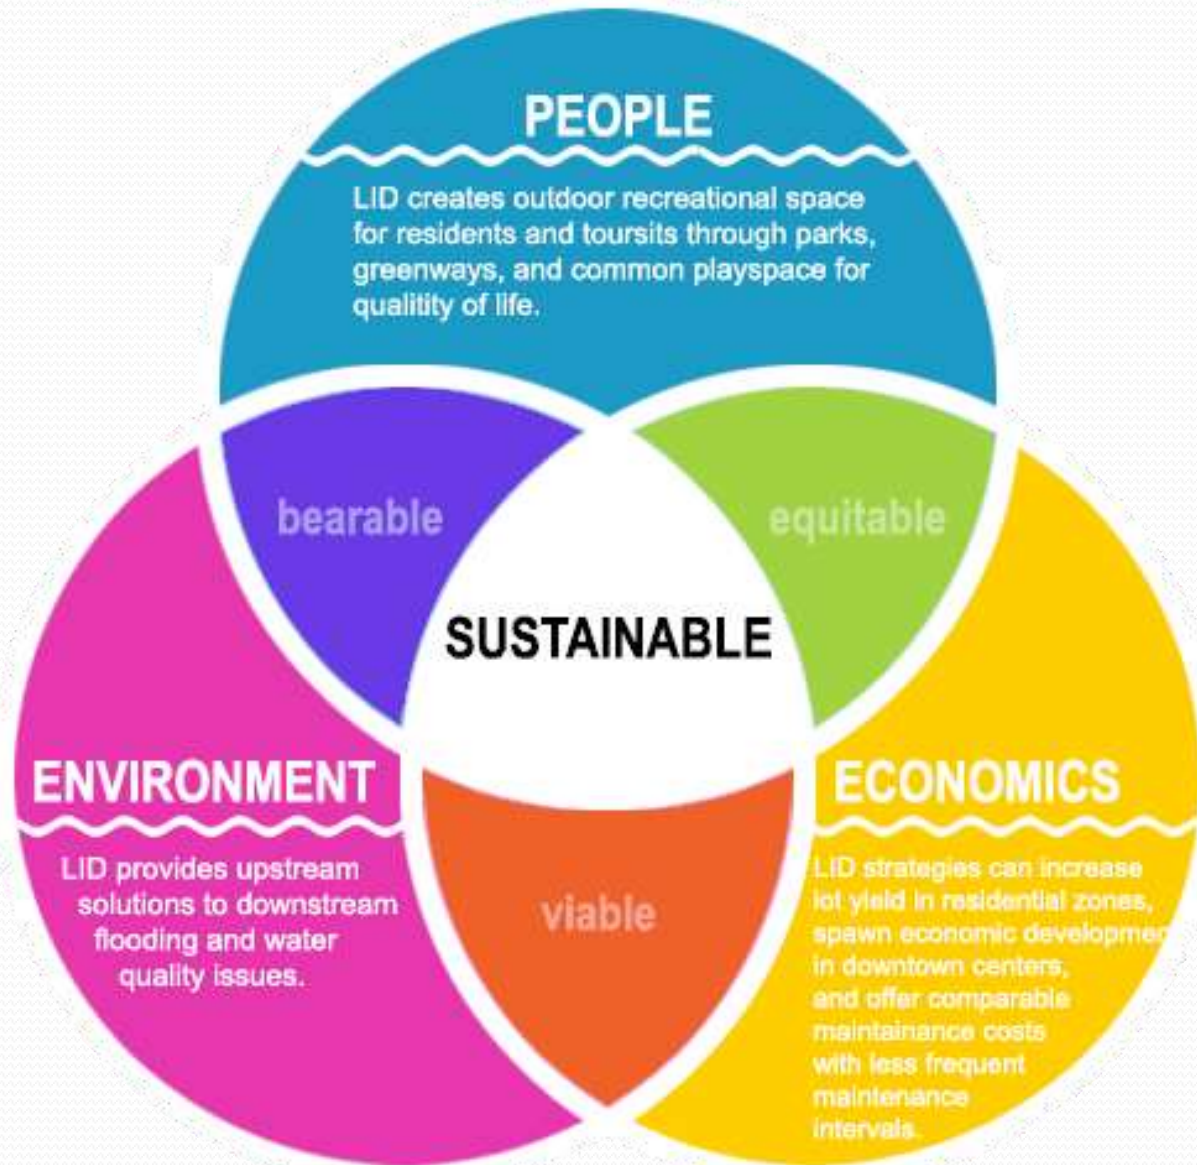 PEOPLE
LID creates outdoor recreational space
for residents and toursits through parks,
greenways, and common playspace for
qualitity of life.
bearable
equitable
SUSTAINABLE
ENVIRONMENT
LID provides upstream
solutions to downstream
flooding and water
quality issues.
viable
ECONOMICS
LID strategies can increase
lot yield in residential zones,
spawn economic developmen
in downtown centers,
and offer comparable
maintainance costs
with less frequent
maintenance
intervals.